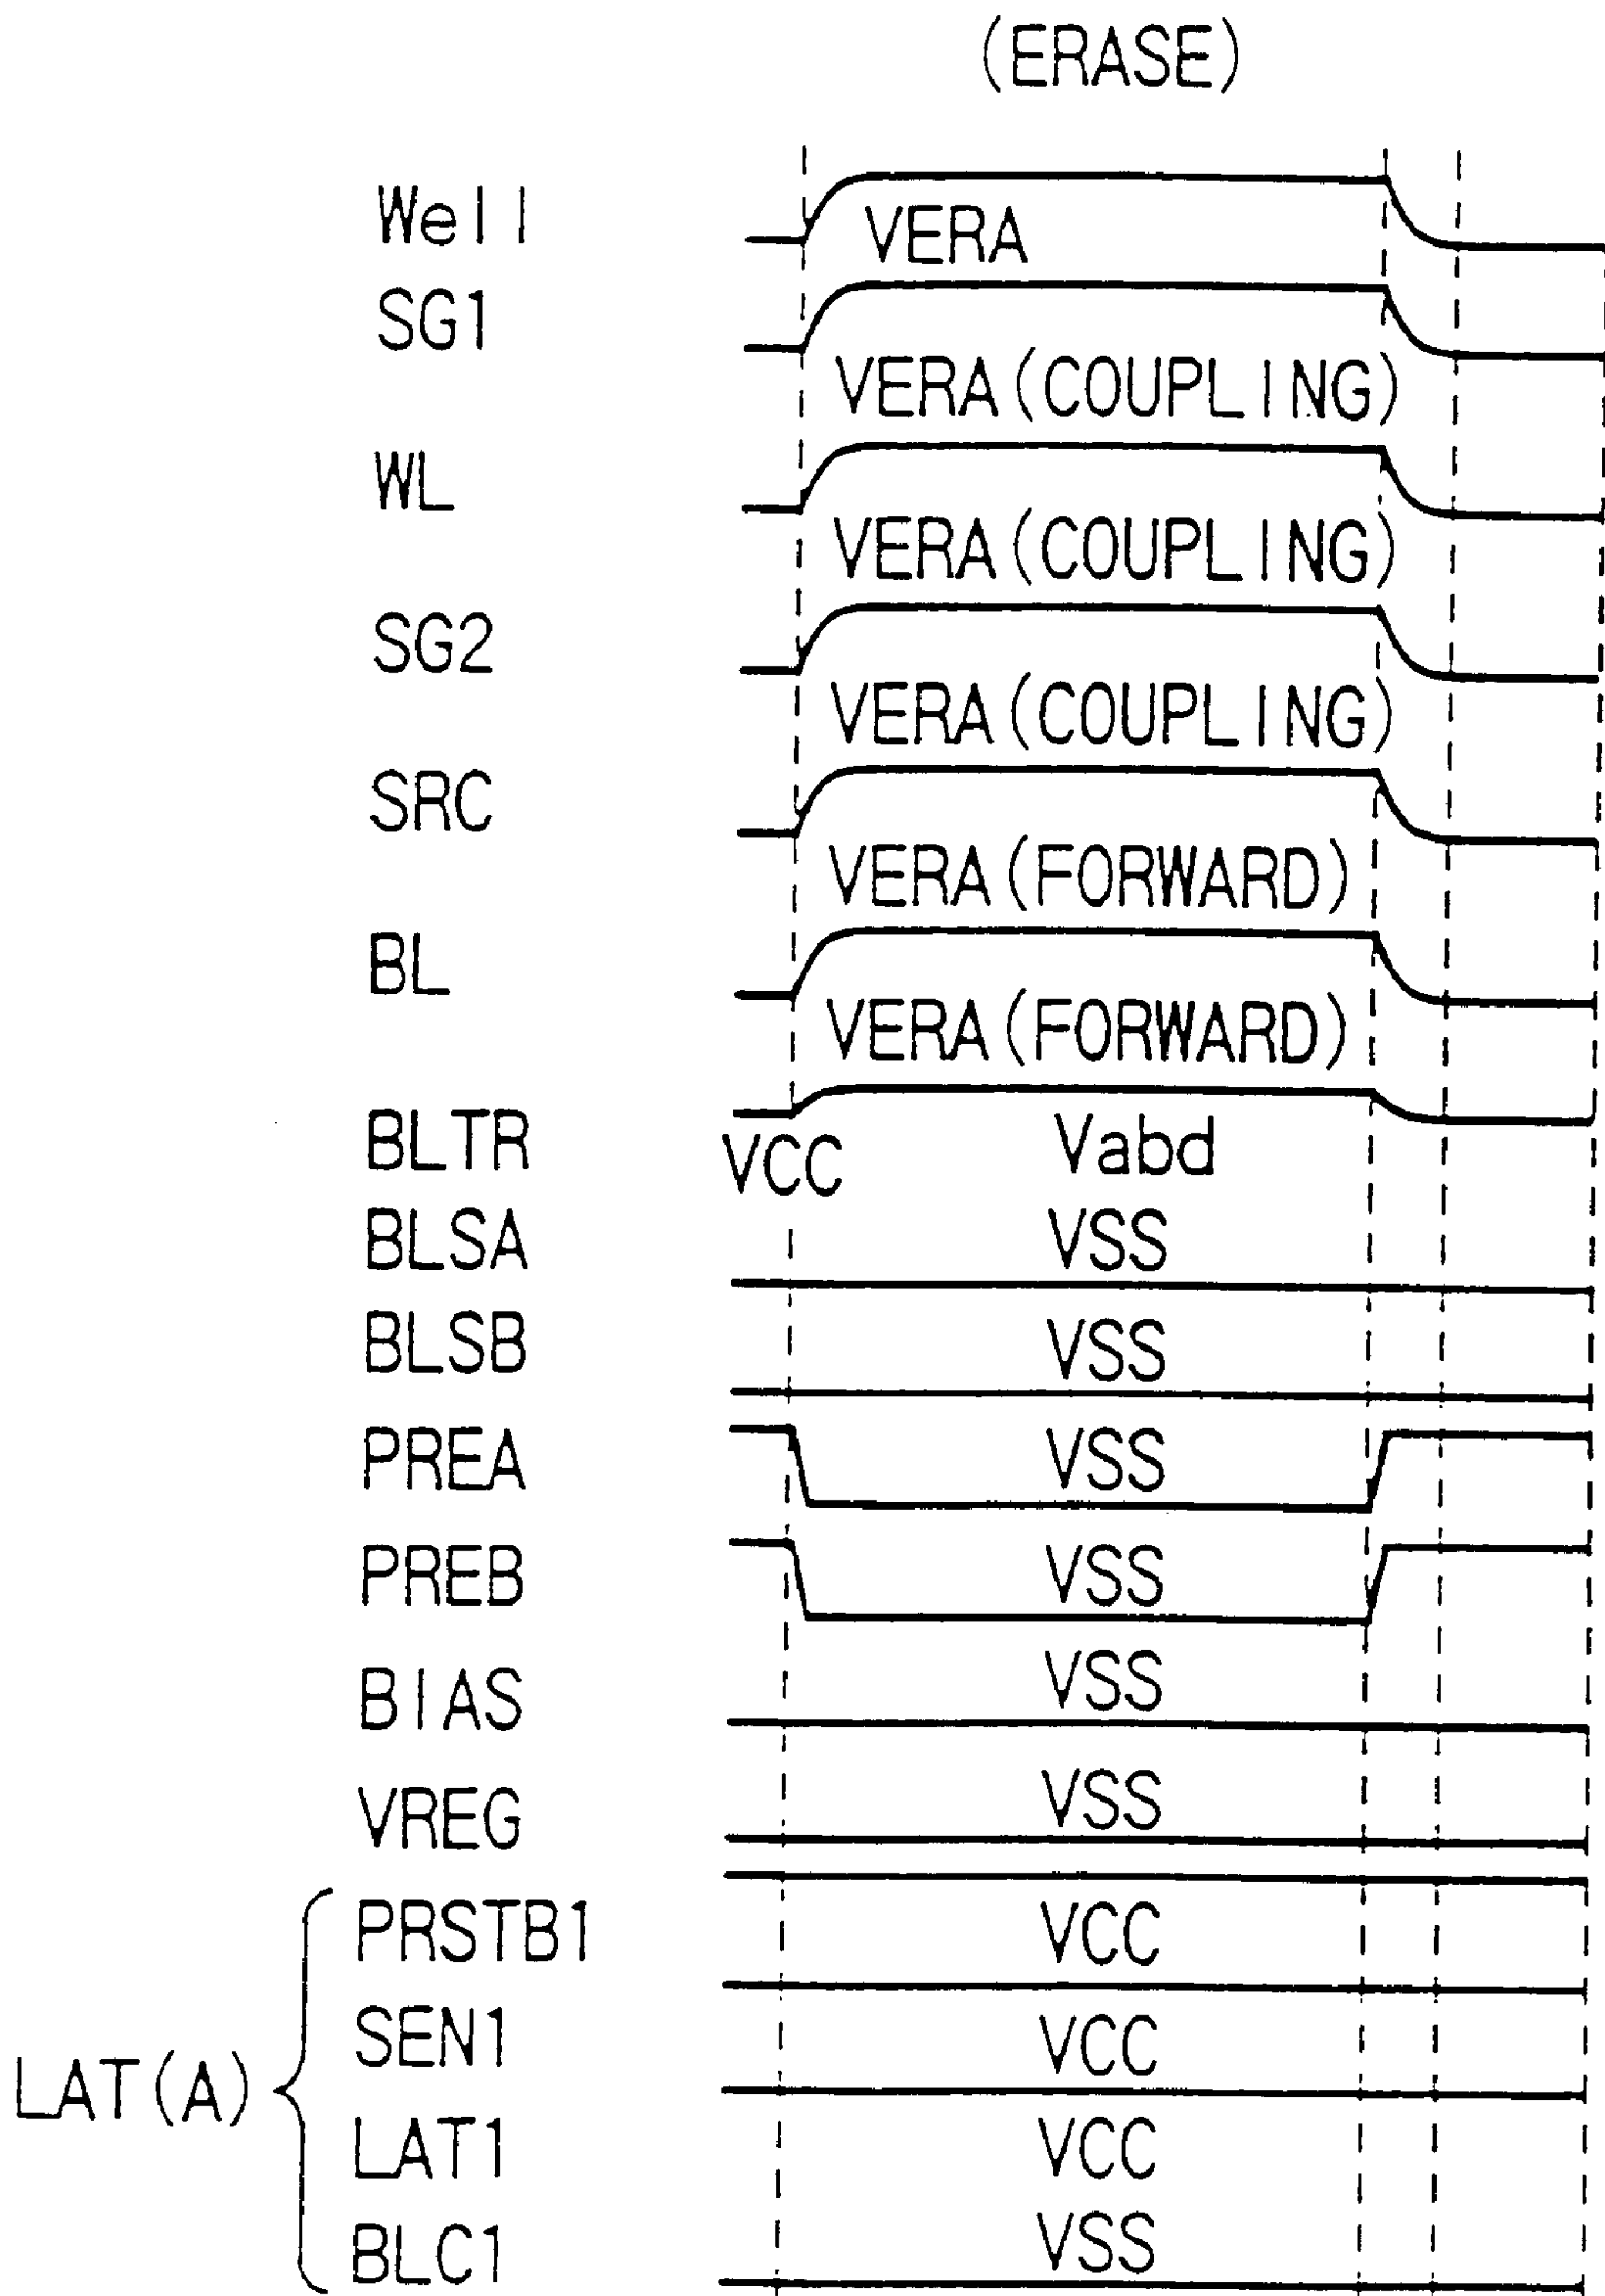 (ERASE)
Well
VERA
SG1
VERA(COUPLING)
WL
VERA(COUPLING)
SG2
VERA(COUPLING)
SRC
VERA(FORWARD)
BL
VERA(FORWARD)
BLTR VCC Vabd
BLSA VSS
BLSB VSS
PREA VSS
PREB VSS
BIAS VSS
VREG VSS
PRSTB1 VCC
SEN1 VCC
LAT(A)
LAT1 VCC
BLC1 VSS